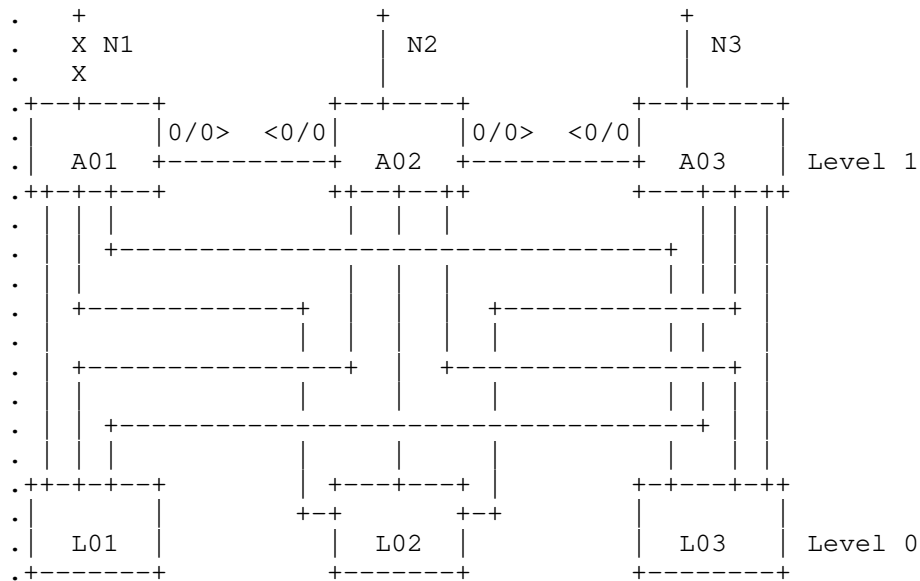 .   +                  +                  +
.   X N1               | N2               | N3
.   X                  |                  |
.+--+----+          +--+----+          +--+------+
.|       |0/0>  <0/0|       |0/0>  <0/0|         |
.|  A01  +----------+  A02  +----------+  A03    |  Level 1
.++-+-+--+          ++--+--++          +---+-+-++
. | | |              |  |  |               | | |
. | | +----------------------------------+ | | |
. | |                |  |  |             | | | |
. | +-------------+  |  |  |  +--------------+ |
. |               |  |  |  |  |          | |   |
. | +----------------+  |  +-----------------+ |
. | |             |     |     |          | | | |
. | | +------------------------------------+ | |
. | | |           |     |     |          |   | |
.++-+-+--+        | +---+---+ |        +-+---+-++
.|       |        +-+       +-+        |         |
.|  L01  |          |  L02  |          |  L03    |  Level 0
.+-------+          +-------+          +---------+